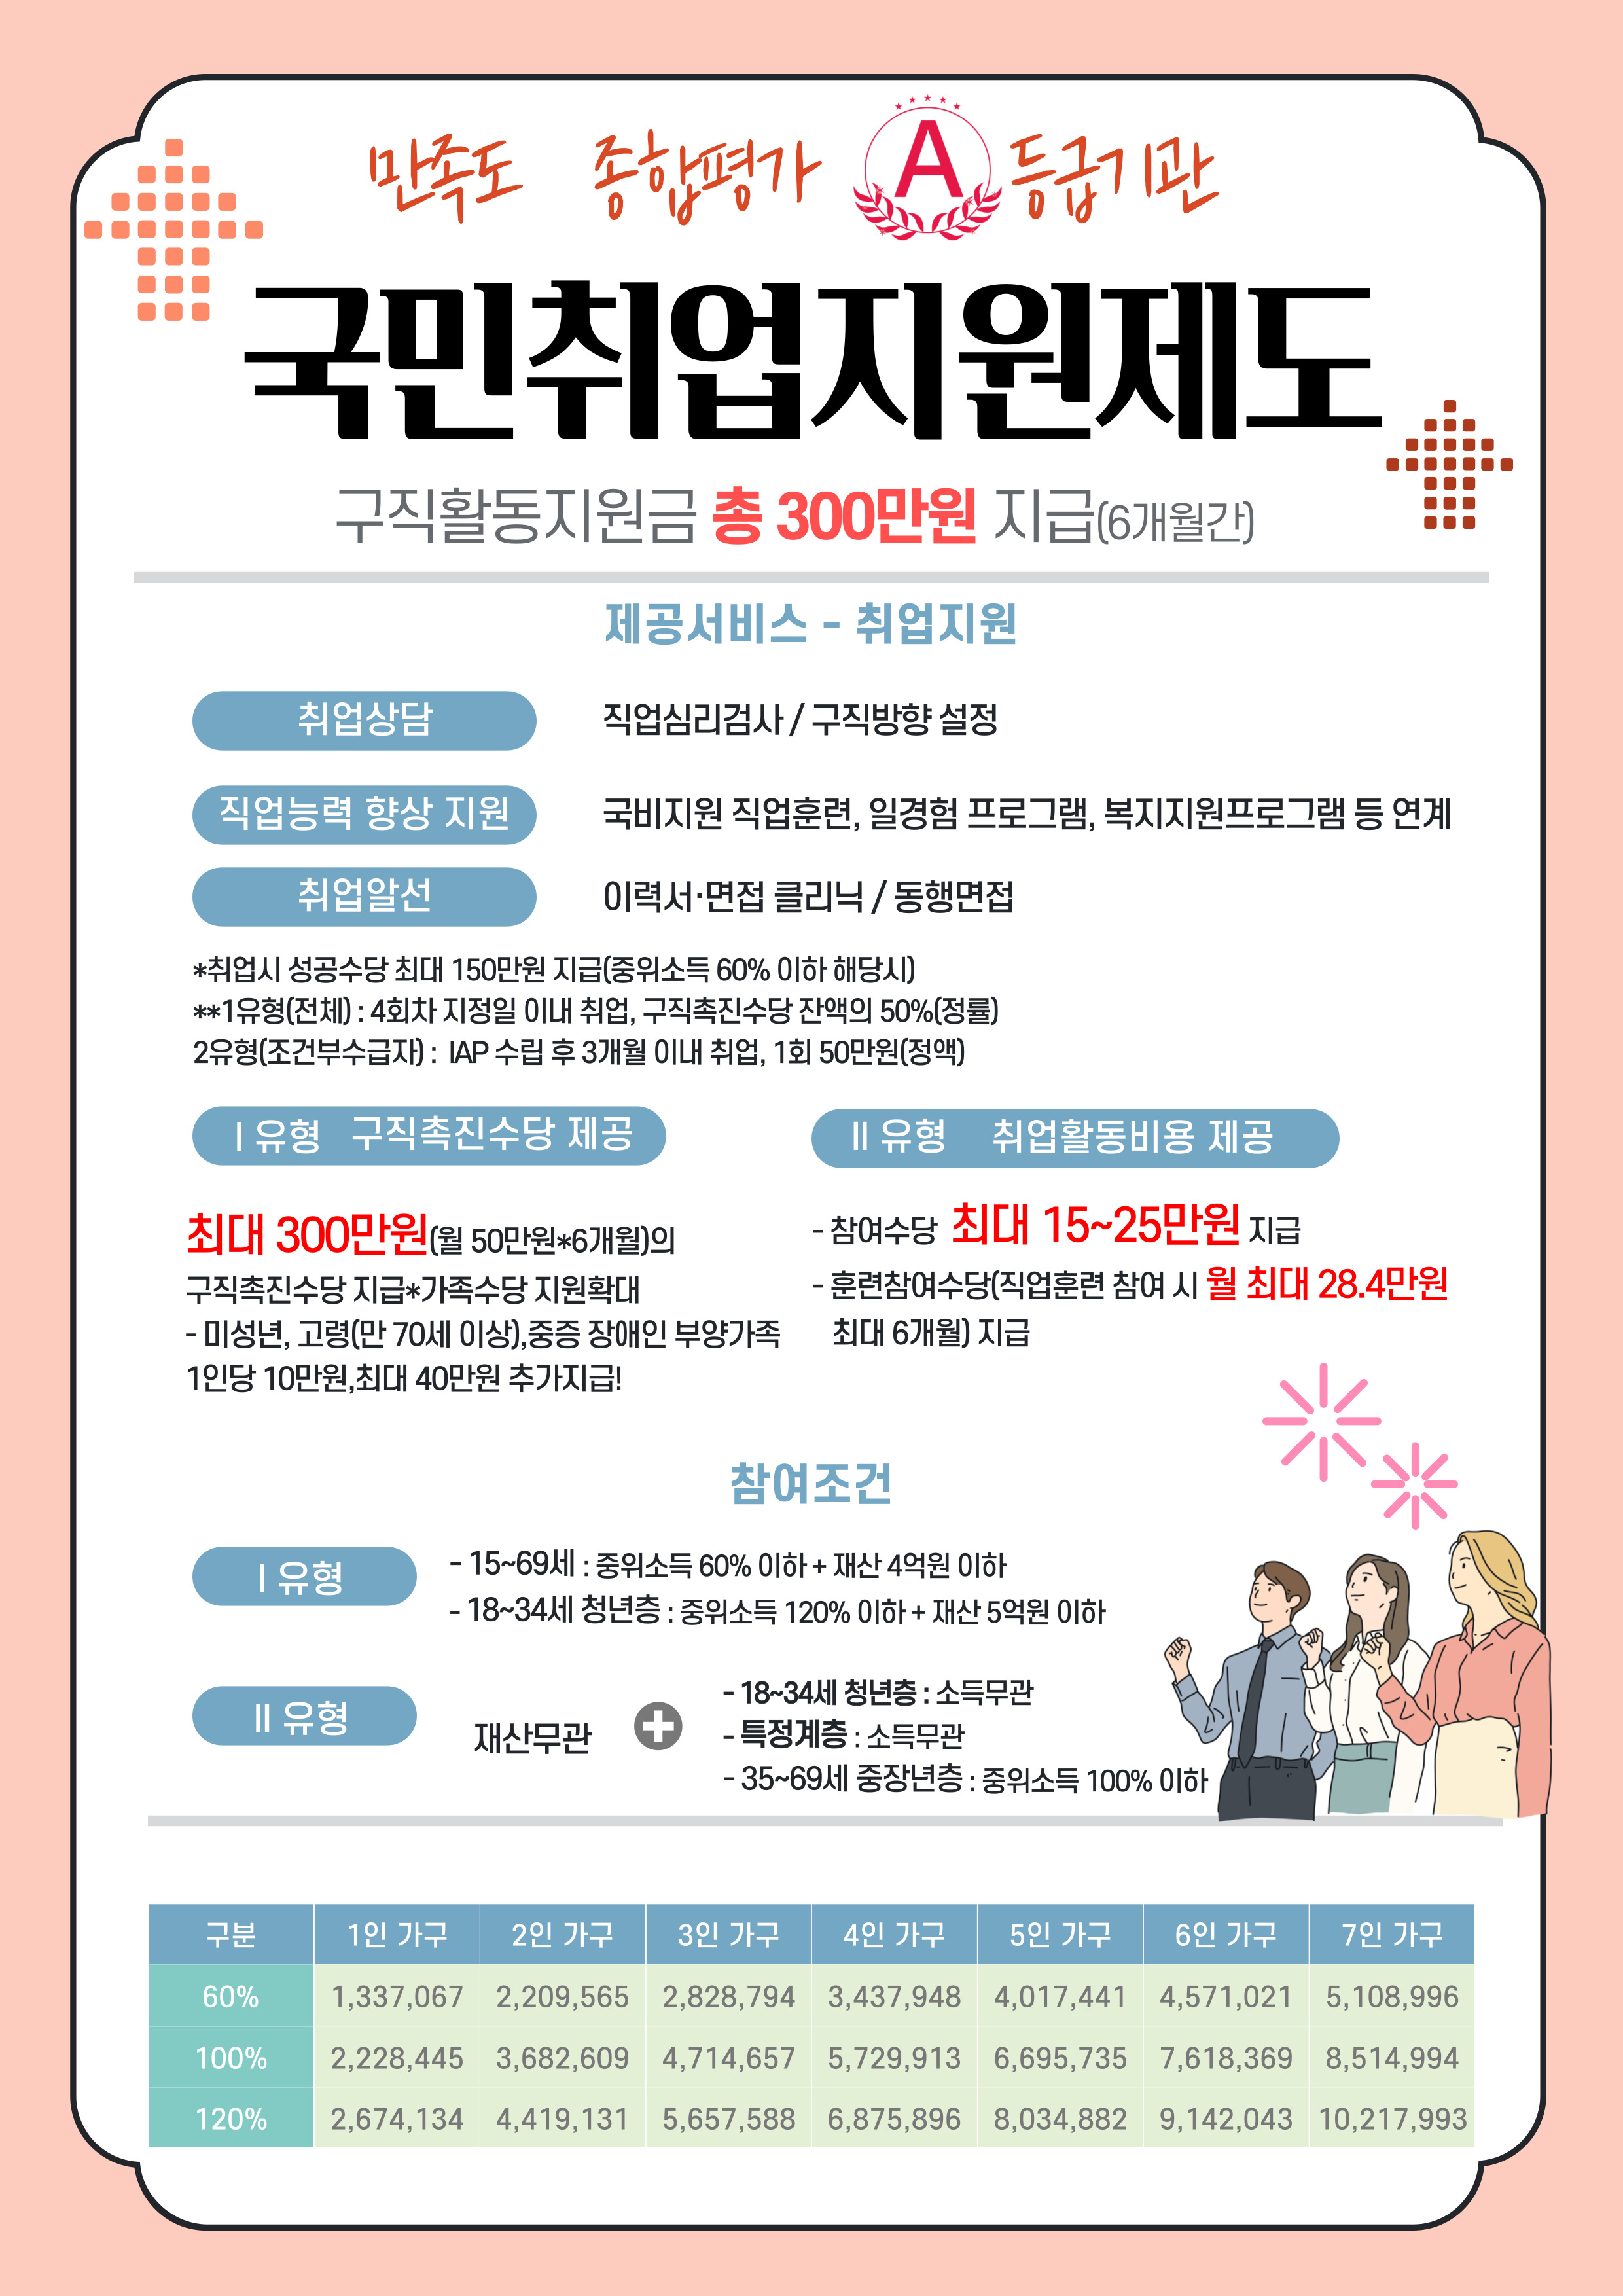 만족도 종합평가 A 등급기관
국민취업지원제도
구직활동지원금 총 300만원 지급(6개월간)
제공서비스 - 취업지원
취업상담 직업심리검사 / 구직방향 설정
직업능력 향상 지원 국비지원 직업훈련, 일경험 프로그램, 복지지원프로그램 등 연계
취업알선 이력서·면접 클리닉 / 동행면접
*취업시 성공수당 최대 150만원 지급(중위소득 60% 이하 해당시)
**1유형(전체) : 4회차 지정일 이내 취업, 구직촉진수당 잔액의 50%(정률)
2유형(조건부수급자) : IAP 수립 후 3개월 이내 취업, 1회 50만원(정액)
I 유형 구직촉진수당 제공
최대 300만원(월 50만원*6개월)의
구직촉진수당 지급*가족수당 지원확대
- 미성년, 고령(만 70세 이상),중증 장애인 부양가족
1인당 10만원,최대 40만원 추가지급!
II 유형 취업활동비용 제공
- 참여수당 최대 15~25만원 지급
- 훈련참여수당(직업훈련 참여 시 월 최대 28.4만원
최대 6개월) 지급
참여조건
I 유형
- 15~69세 : 중위소득 60% 이하 + 재산 4억원 이하
- 18~34세 청년층 : 중위소득 120% 이하 + 재산 5억원 이하
II 유형
재산무관
- 18~34세 청년층 : 소득무관
- 특정계층 : 소득무관
- 35~69세 중장년층 : 중위소득 100% 이하
구분 1인 가구 2인 가구 3인 가구 4인 가구 5인 가구 6인 가구 7인 가구
60% 1,337,067 2,209,565 2,828,794 3,437,948 4,017,441 4,571,021 5,108,996
100% 2,228,445 3,682,609 4,714,657 5,729,913 6,695,735 7,618,369 8,514,994
120% 2,674,134 4,419,131 5,657,588 6,875,896 8,034,882 9,142,043 10,217,993